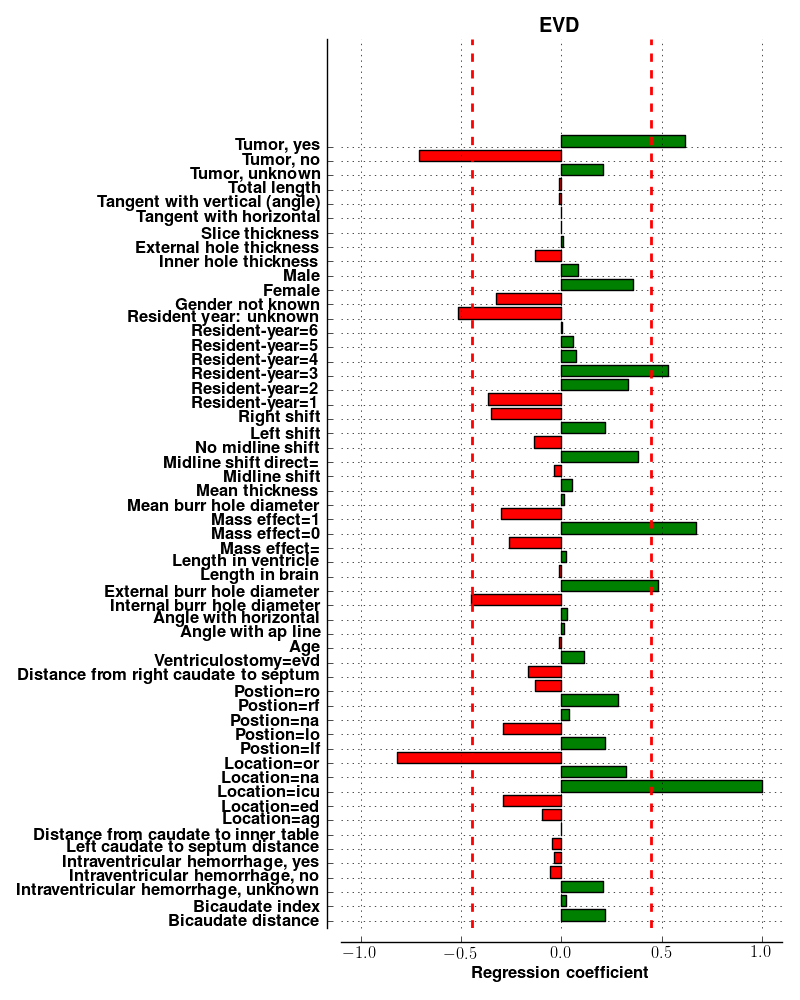 EVD
Tumor, yes
Tumor, no
Tumor, unknown
Total length
Tangent with vertical (angle)
Tangent with horizontal
Slice thickness
External hole thickness
Inner hole thickness
Male
Female
Gender not known
Resident year: unknown
Resident-year=6
Resident-year=5
Resident-year=4
Resident-year=3
Resident-year=2
Resident-year=1
Right shift
Left shift
No midline shift
Midline shift direct=
Midline shift
Mean thickness
Mean burr hole diameter
Mass effect=1
Mass effect=0
Mass effect=
Length in ventricle
Length in brain
External burr hole diameter
Internal burr hole diameter
Angle with horizontal
Angle with ap line
Age
Ventriculostomy=evd
Distance from right caudate to septum
Postion=ro
Postion=rf
Postion=na
Postion=lo
Postion=lf
Location=or
Location=na
Location=icu
Location=ed
Location=ag
Distance from caudate to inner table
Left caudate to septum distance
Intraventricular hemorrhage, yes
Intraventricular hemorrhage, no
Intraventricular hemorrhage, unknown
Bicaudate index
Bicaudate distance
−1.0 −0.5 0.0 0.5 1.0
Regression coefficient